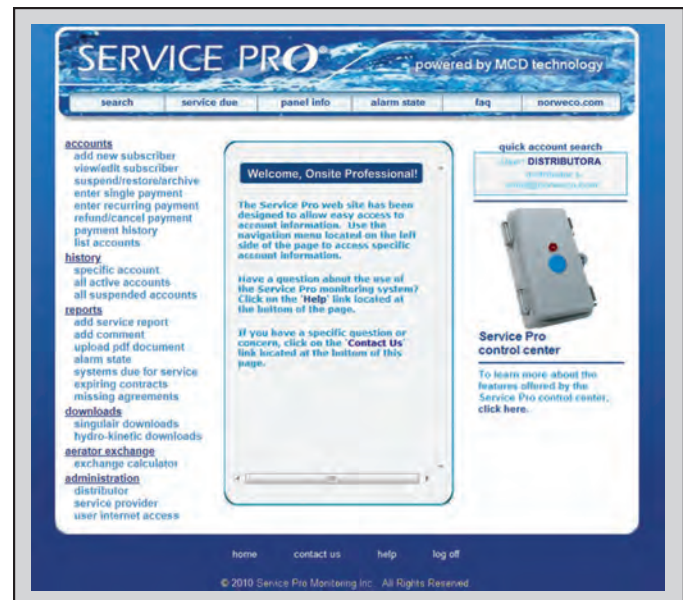 SERVICE PRO®
powered by MCD technology
search service due panel info alarm state faq norweco.com
accounts
add new subscriber
view/edit subscriber
suspend/restore/archive
enter single payment
enter recurring payment
refund/cancel payment
payment history
list accounts
history
specific account
all active accounts
all suspended accounts
reports
add service report
add comment
upload pdf document
alarm state
systems due for service
expiring contracts
missing agreements
downloads
singulair downloads
hydro-kinetic downloads
aerator exchange
exchange calculator
administration
distributor
service provider
user internet access
Welcome, Onsite Professional!
The Service Pro web site has been
designed to allow easy access to
account information. Use the
navigation menu located on the left
side of the page to access specific
account information.
Have a question about the use of
the Service Pro monitoring system?
Click on the 'Help' link located at
the bottom of the page.
If you have a specific question or
concern, click on the 'Contact Us'
link located at the bottom of this
page.
quick account search
DISTRIBUTORA
Service Pro
control center
To learn more about the
features offered by the
Service Pro control center,
click here.
home contact us help log off
© 2010 Service Pro Monitoring Inc. All Rights Reserved.